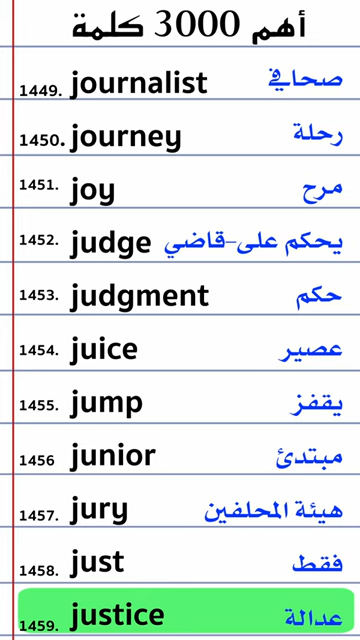 أهم 3000 كلمة
1449. journalist صحافي
1450. journey رحلة
1451. joy مرح
1452. judge يحكم على-قاضي
1453. judgment حكم
1454. juice عصير
1455. jump يقفز
1456 junior مبتدئ
1457. jury هيئة المحلفين
1458. just فقط
1459. justice عدالة